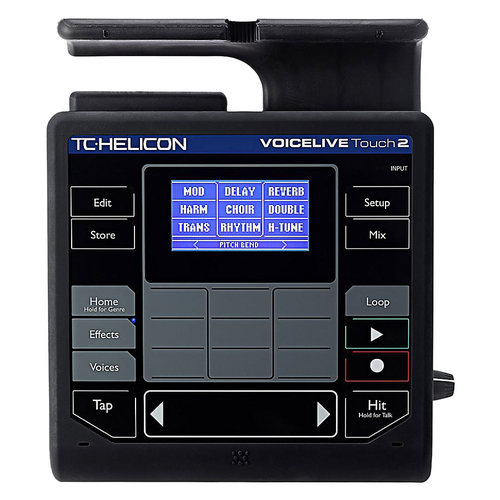 TC·HELICON VOICELIVE Touch 2
INPUT
MOD DELAY REVERB
Edit Setup
HARM CHOIR DOUBLE
Store Mix
TRANS RHYTHM H-TUNE
PITCH BEND
Home Loop
Hold for Genre
Effects
Voices
Tap Hit
Hold for Talk